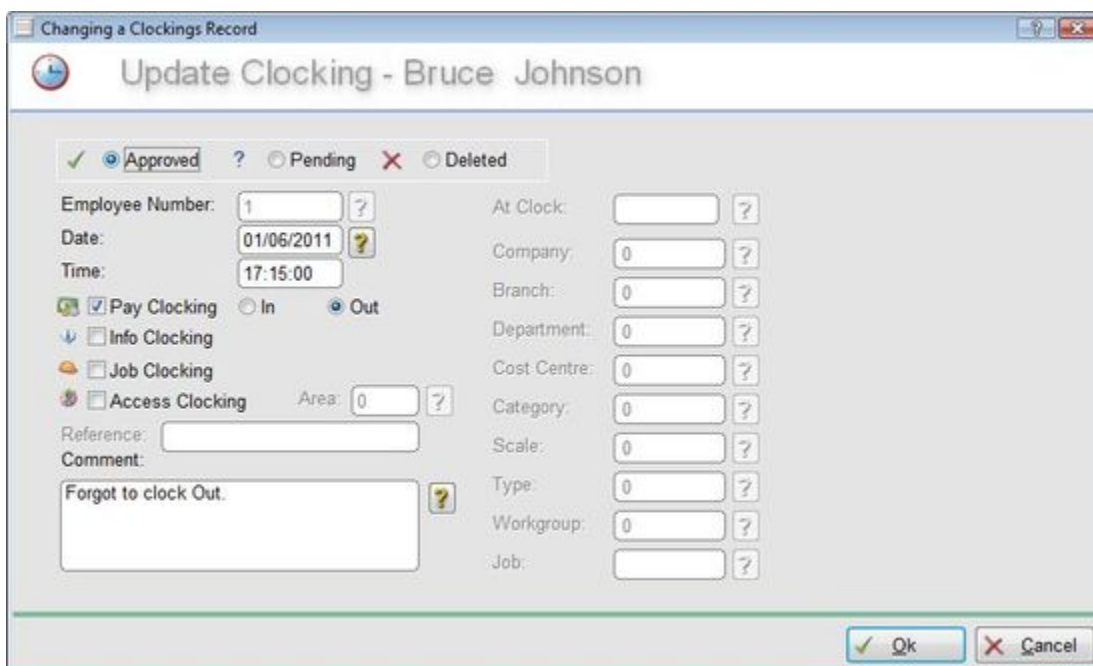 Changing a Clockings Record
Update Clocking - Bruce Johnson
Approved ? Pending Deleted
Employee Number: 1 ?
Date: 01/06/2011 ?
Time: 17:15:00
Pay Clocking In Out
Info Clocking
Job Clocking
Access Clocking Area: 0 ?
Reference:
Comment:
Forgot to clock Out. ?
At Clock: ?
Company: 0 ?
Branch: 0 ?
Department: 0 ?
Cost Centre: 0 ?
Category: 0 ?
Scale: 0 ?
Type: 0 ?
Workgroup: 0 ?
Job: ?
Ok Cancel